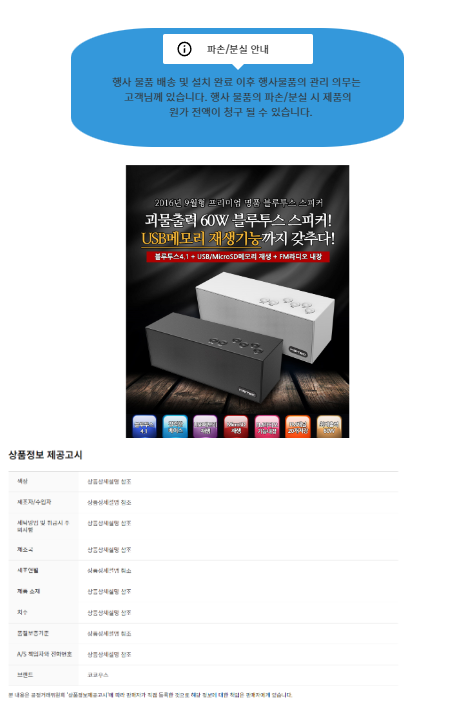 파손/분실 안내
행사 물품 배송 및 설치 완료 이후 행사물품의 관리 의무는
고객님께 있습니다. 행사 물품의 파손/분실 시 제품의
원가 전액이 청구 될 수 있습니다.
2016년 9월형 프리미엄 명품 블루투스 스피커
괴물출력 60W 블루투스 스피커!
USB메모리 재생기능까지 갖추다!
블루투스4.1 + USB/MicroSD메모리 재생 + FM라디오 내장
상품정보 제공고시
색상 상품상세설명 참조
제조자/수입자 상품상세설명 참조
세탁방법 및 취급시 주
의사항 상품상세설명 참조
제조국 상품상세설명 참조
제조연월 상품상세설명 참조
제품 소재 상품상세설명 참조
치수 상품상세설명 참조
품질보증기준 상품상세설명 참조
A/S 책임자와 전화번호 상품상세설명 참조
브랜드
본 내용은 공정거래위원회 '상품정보제공고시'에 따라 판매자가 직접 등록한 것으로 해당 정보에 대한 책임은 판매자에게 있습니다.